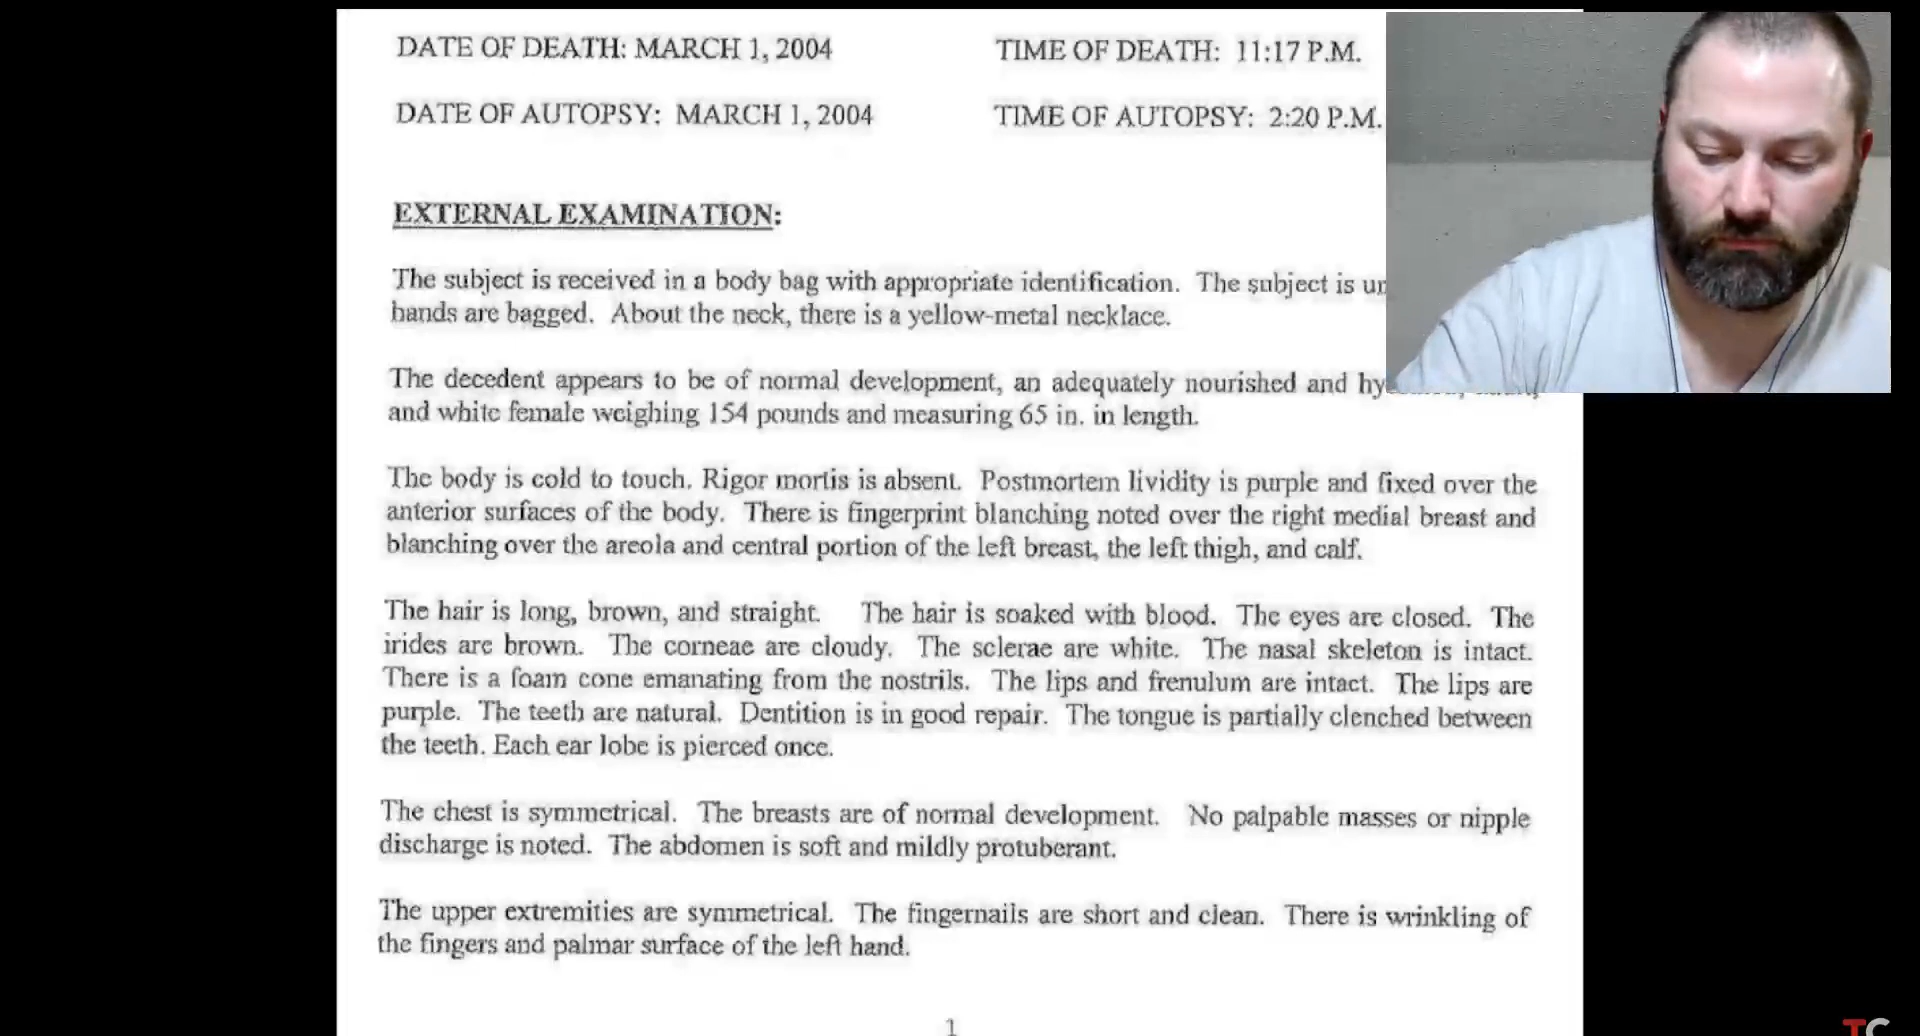 DATE OF DEATH: MARCH 1, 2004 TIME OF DEATH: 11:17 P.M.
DATE OF AUTOPSY: MARCH 1, 2004 TIME OF AUTOPSY: 2:20 P.M.
EXTERNAL EXAMINATION:
The subject is received in a body bag with appropriate identification. The subject is
hands are bagged. About the neck, there is a yellow-metal necklace.
The decedent appears to be of normal development, an adequately nourished and
and white female weighing 154 pounds and measuring 65 in. in length.
The body is cold to touch. Rigor mortis is absent. Postmortem lividity is purple and fixed over the
anterior surfaces of the body. There is fingerprint blanching noted over the right medial breast and
blanching over the areola and central portion of the left breast, the left thigh, and calf.
The hair is long, brown, and straight. The hair is soaked with blood. The eyes are closed. The
irides are brown. The corneae are cloudy. The sclerae are white. The nasal skeleton is intact.
There is a foam cone emanating from the nostrils. The lips and frenulum are intact. The lips are
purple. The teeth are natural. Dentition is in good repair. The tongue is partially clenched between
the teeth. Each ear lobe is pierced once.
The chest is symmetrical. The breasts are of normal development. No palpable masses or nipple
discharge is noted. The abdomen is soft and mildly protuberant.
The upper extremities are symmetrical. The fingernails are short and clean. There is wrinkling of
the fingers and palmar surface of the left hand.
1
TC